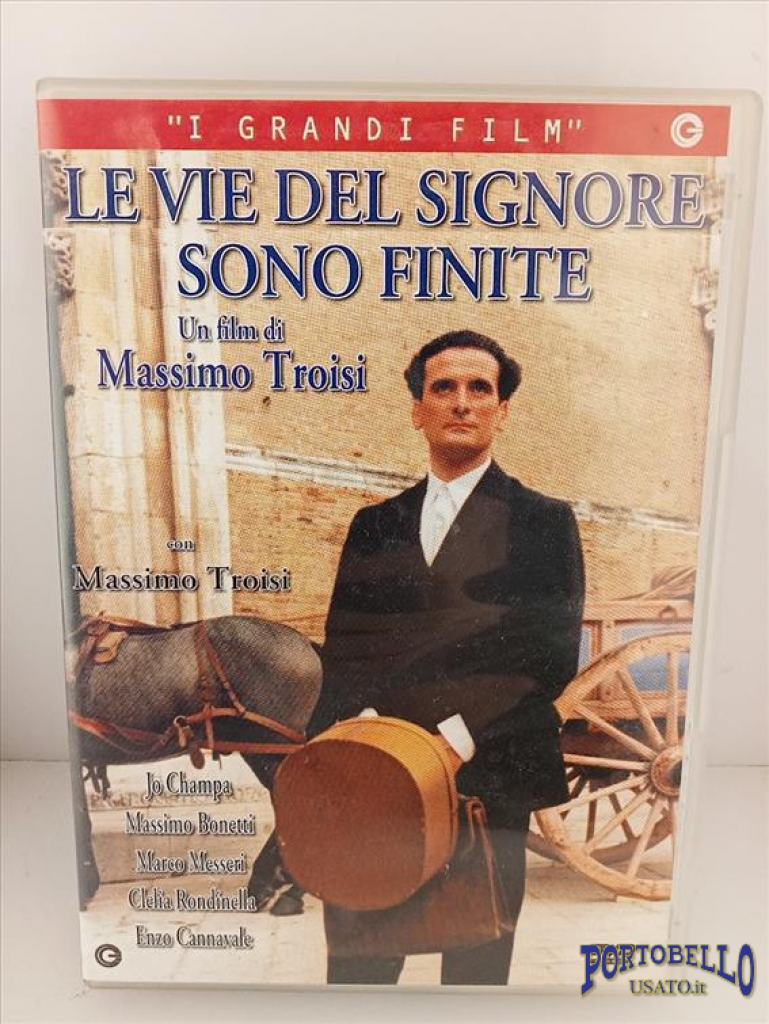 "I GRANDI FILM"
LE VIE DEL SIGNORE
SONO FINITE
Un film di
Massimo Troisi
con
Massimo Troisi
Jo Champa
Massimo Bonetti
Marco Messeri
Clelia Rondinella
Enzo Cannavale
PORTOBELLO
USATO.it